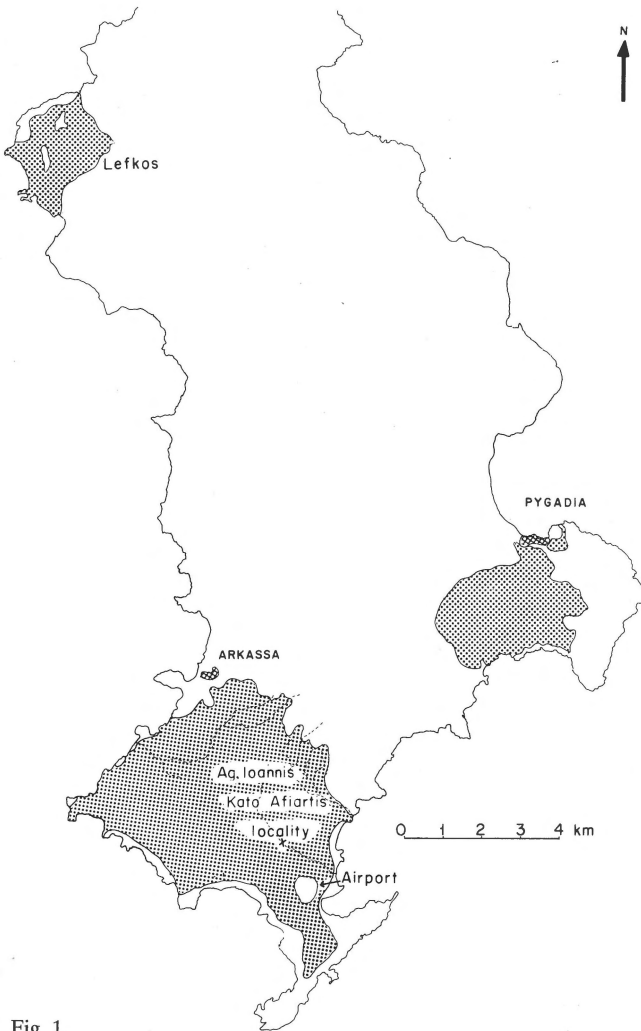 N
Lefkos
PYGADIA
ARKASSA
Ag. Ioannis
Kato Afiartis
locality
*
0 1 2 3 4 km
Airport
Fig. 1